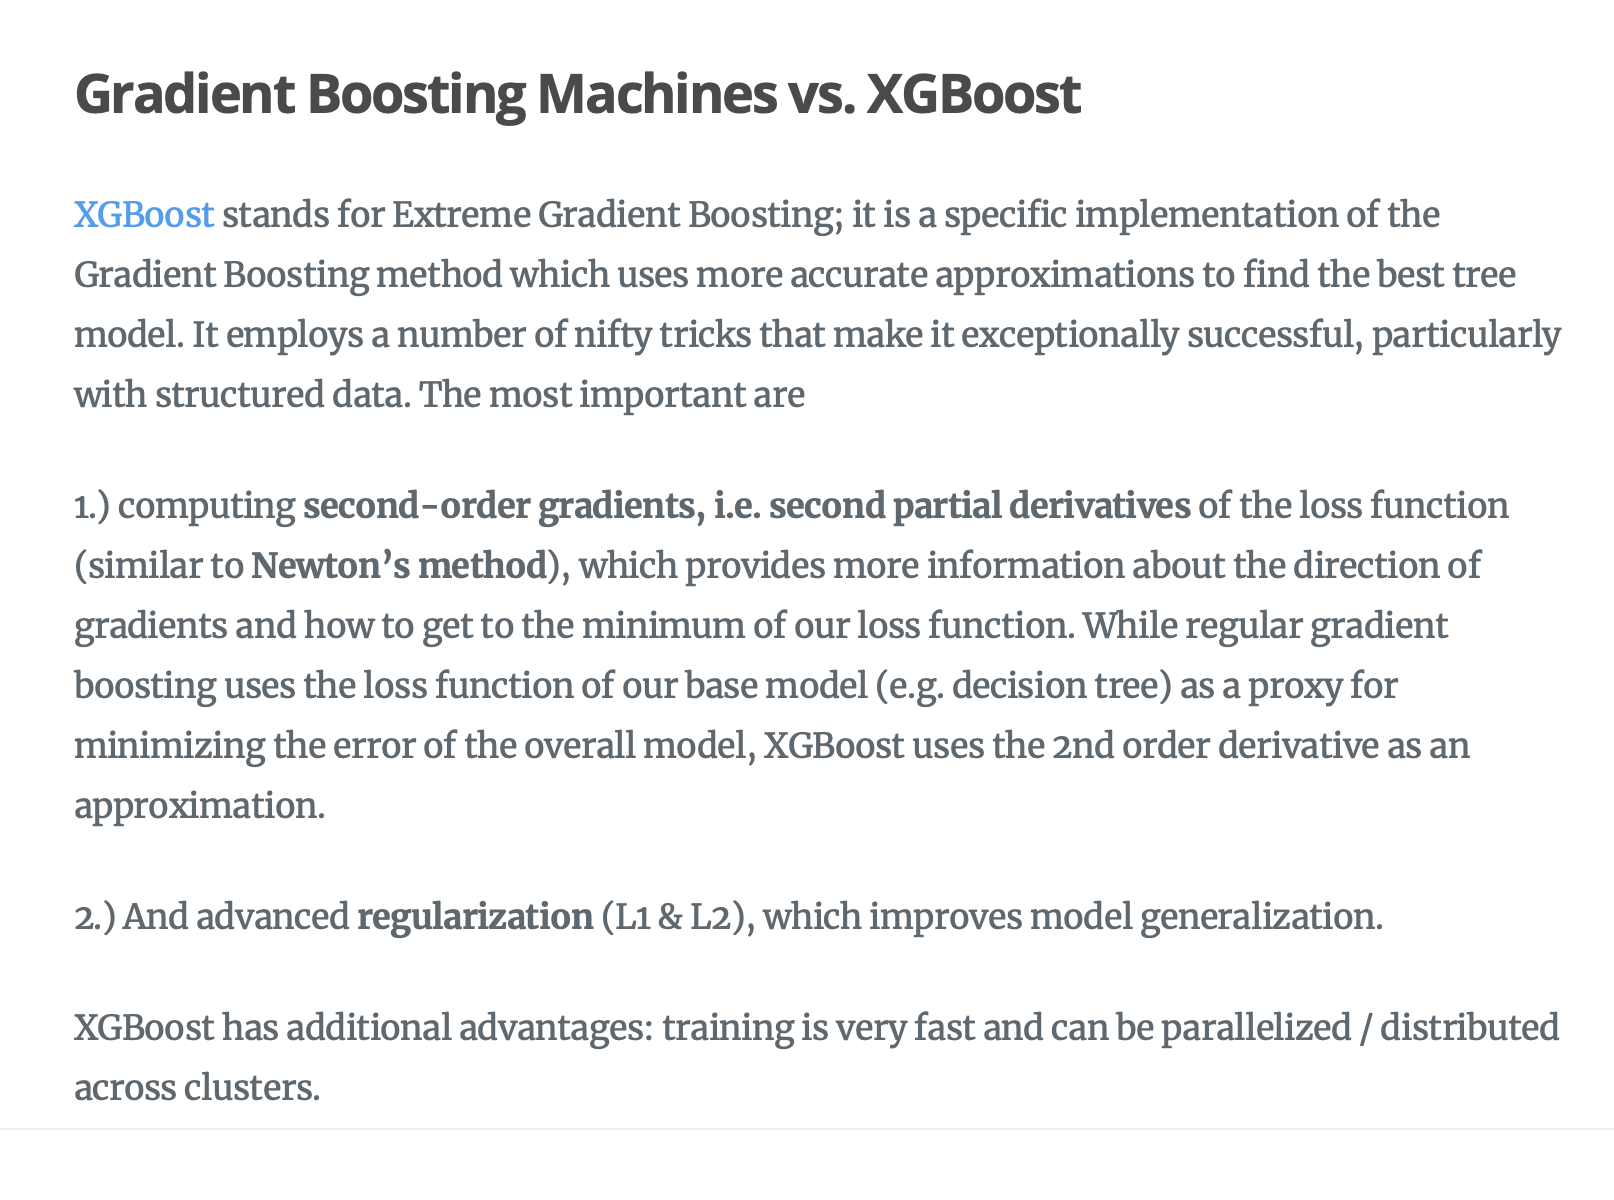 Gradient Boosting Machines vs. XGBoost
XGBoost stands for Extreme Gradient Boosting; it is a specific implementation of the
Gradient Boosting method which uses more accurate approximations to find the best tree
model. It employs a number of nifty tricks that make it exceptionally successful, particularly
with structured data. The most important are
1.) computing second-order gradients, i.e. second partial derivatives of the loss function
(similar to Newton’s method), which provides more information about the direction of
gradients and how to get to the minimum of our loss function. While regular gradient
boosting uses the loss function of our base model (e.g. decision tree) as a proxy for
minimizing the error of the overall model, XGBoost uses the 2nd order derivative as an
approximation.
2.) And advanced regularization (L1 & L2), which improves model generalization.
XGBoost has additional advantages: training is very fast and can be parallelized / distributed
across clusters.